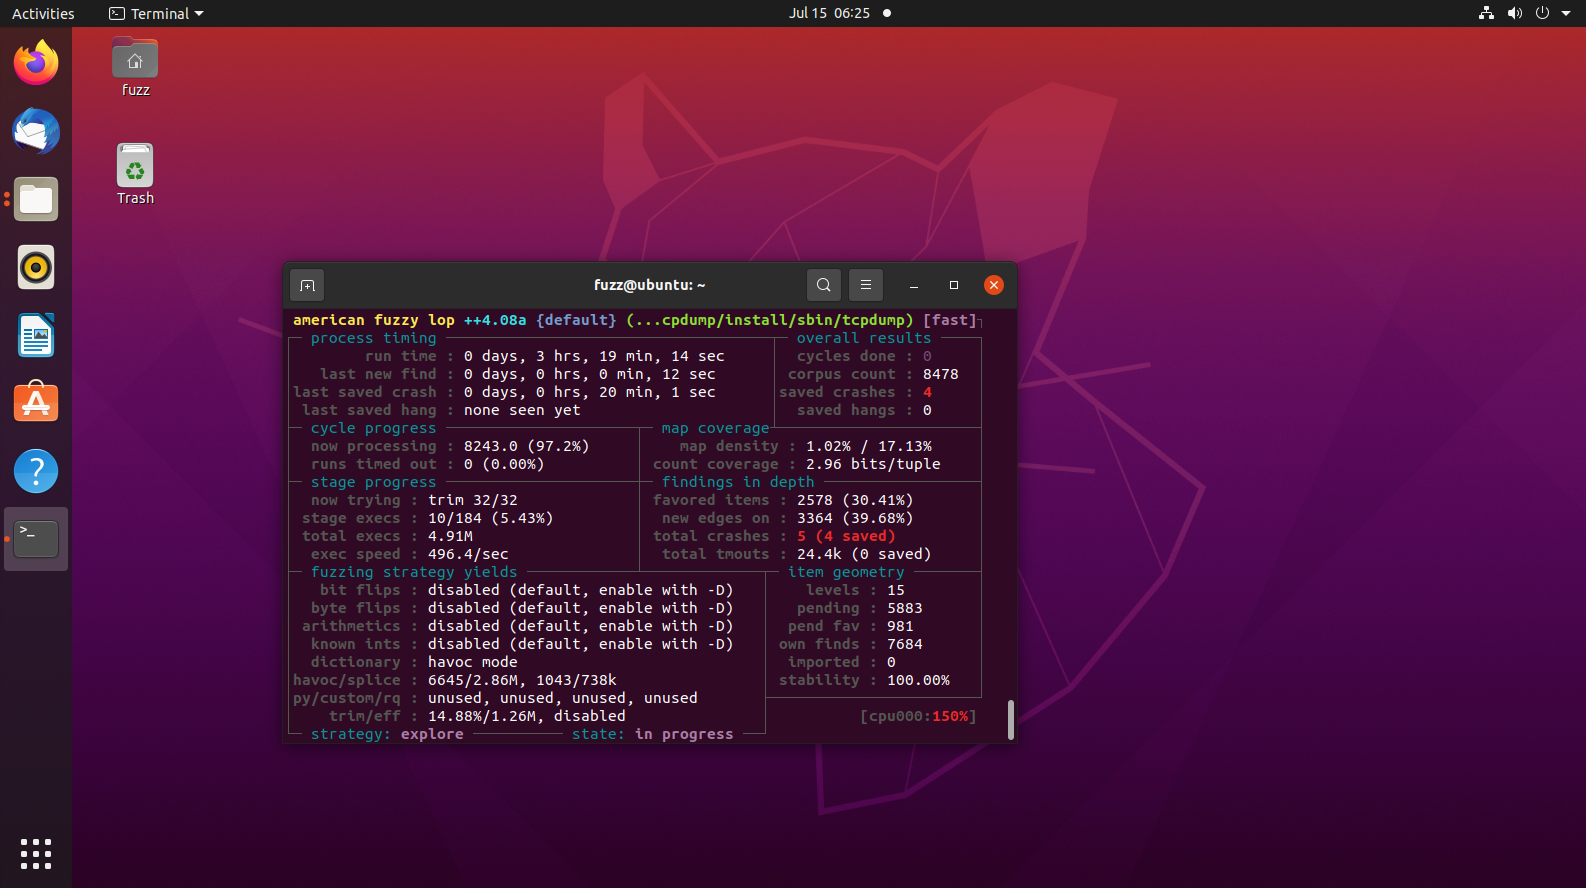 Activities
Terminal
Jul 15 06:25
fuzz
Trash
fuzz@ubuntu: ~
american fuzzy lop ++4.08a {default} (...cpdump/install/sbin/tcpdump) [fast]
process timing
overall results
run time : 0 days, 3 hrs, 19 min, 14 sec
cycles done : 0
last new find : 0 days, 0 hrs, 0 min, 12 sec
corpus count : 8478
last saved crash : 0 days, 0 hrs, 20 min, 1 sec
saved crashes : 4
last saved hang : none seen yet
saved hangs : 0
cycle progress
map coverage
now processing : 8243.0 (97.2%)
map density : 1.02% / 17.13%
runs timed out : 0 (0.00%)
count coverage : 2.96 bits/tuple
stage progress
findings in depth
now trying : trim 32/32
favored items : 2578 (30.41%)
stage execs : 10/184 (5.43%)
new edges on : 3364 (39.68%)
total execs : 4.91M
total crashes : 5 (4 saved)
exec speed : 496.4/sec
total tmouts : 24.4k (0 saved)
fuzzing strategy yields
item geometry
bit flips : disabled (default, enable with -D)
levels : 15
byte flips : disabled (default, enable with -D)
pending : 5883
arithmetics : disabled (default, enable with -D)
pend fav : 981
known ints : disabled (default, enable with -D)
own finds : 7684
dictionary : havoc mode
imported : 0
havoc/splice : 6645/2.86M, 1043/738k
stability : 100.00%
py/custom/rq : unused, unused, unused, unused
trim/eff : 14.88%/1.26M, disabled
[cpu000:150%]
strategy: explore
state: in progress